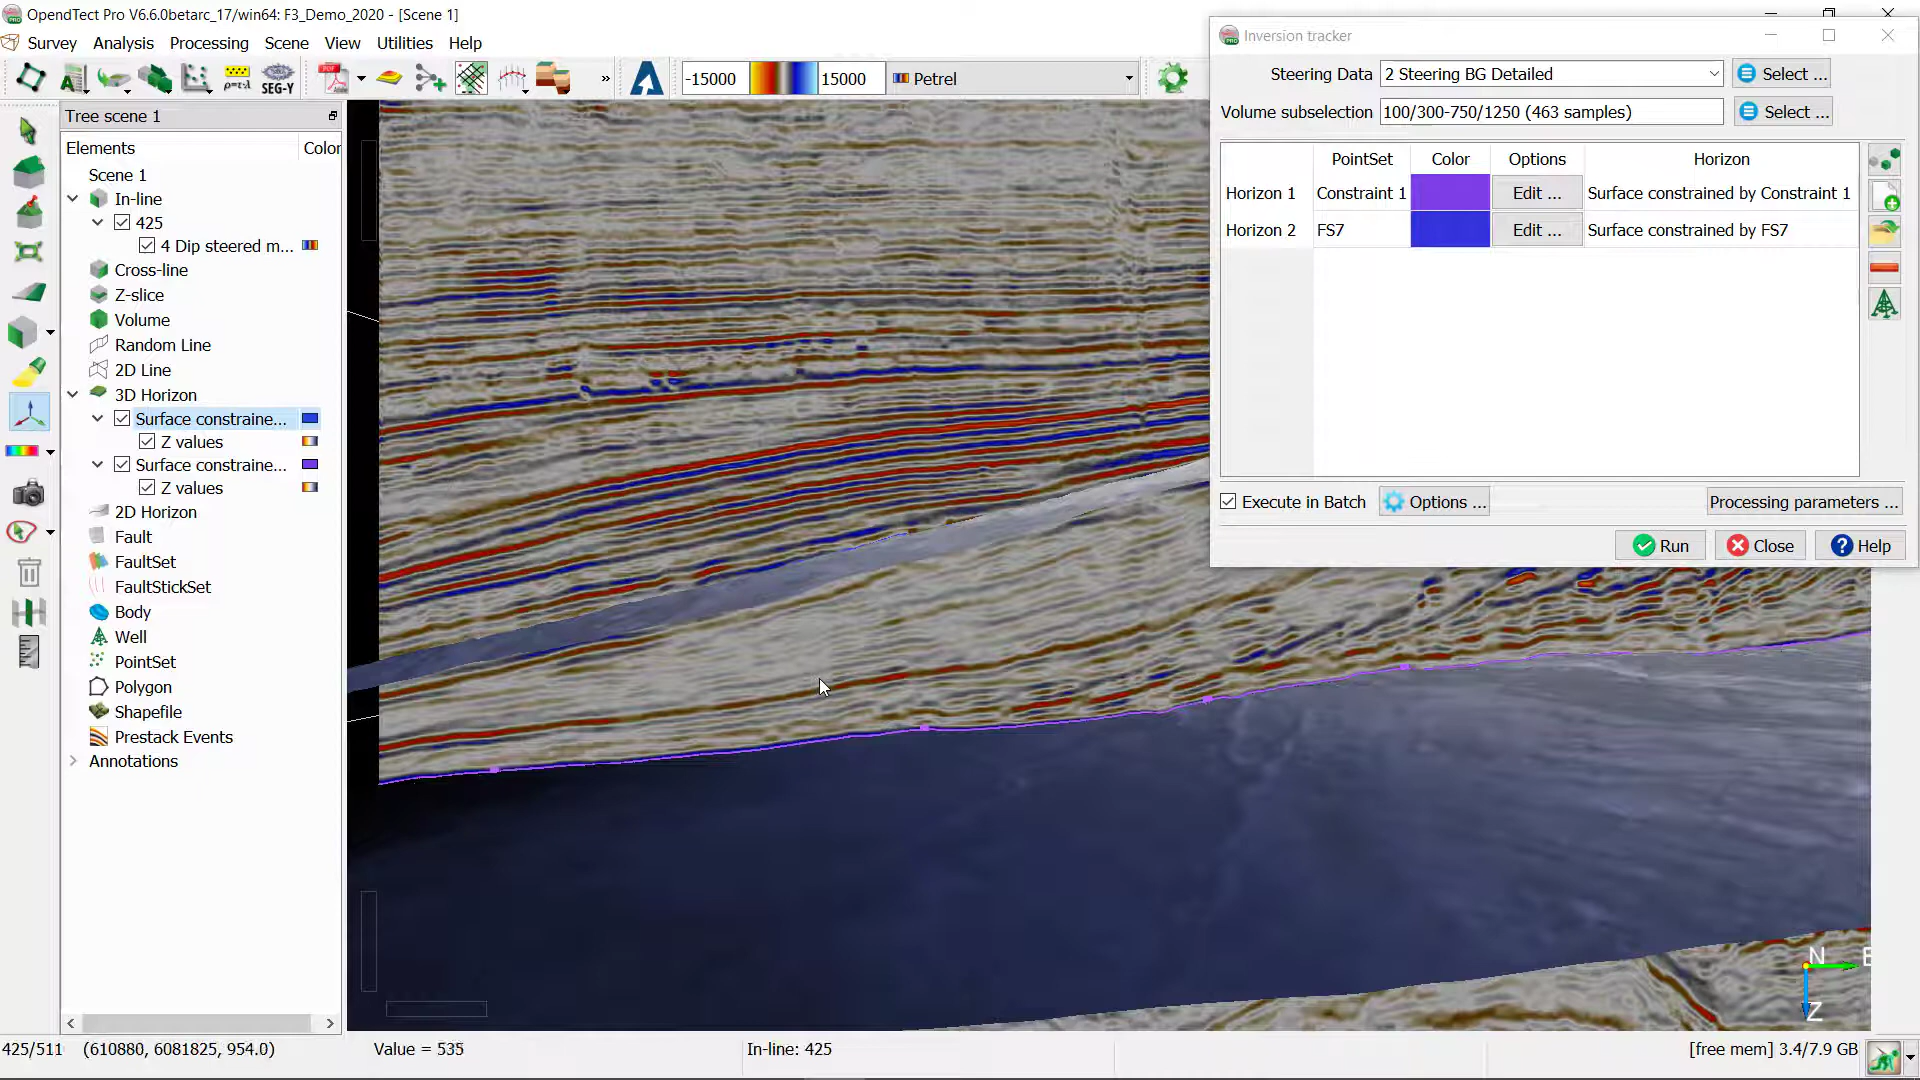 OpendTect Pro V6.6.0betarc_17/win64: F3_Demo_2020 - [Scene 1]
Survey Analysis Processing Scene View Utilities Help
PDF
Adobe
ρ=τ:λ
SEG-Y
»
-15000
15000
Petrel
Tree scene 1
Elements Color
Scene 1
In-line
425
4 Dip steered m...
Cross-line
Z-slice
Volume
Random Line
2D Line
3D Horizon
Surface constraine...
Z values
Surface constraine...
Z values
2D Horizon
Fault
FaultSet
FaultStickSet
Body
Well
PointSet
Polygon
Shapefile
Prestack Events
Annotations
Inversion tracker
Steering Data 2 Steering BG Detailed Select ...
Volume subselection 100/300-750/1250 (463 samples) Select ...
PointSet Color Options Horizon
Horizon 1 Constraint 1 Edit ... Surface constrained by Constraint 1
Horizon 2 FS7 Edit ... Surface constrained by FS7
Execute in Batch Options ... Processing parameters ...
Run Close Help
N E
Z
425/511 (610880, 6081825, 954.0) Value = 535 In-line: 425 [free mem] 3.4/7.9 GB